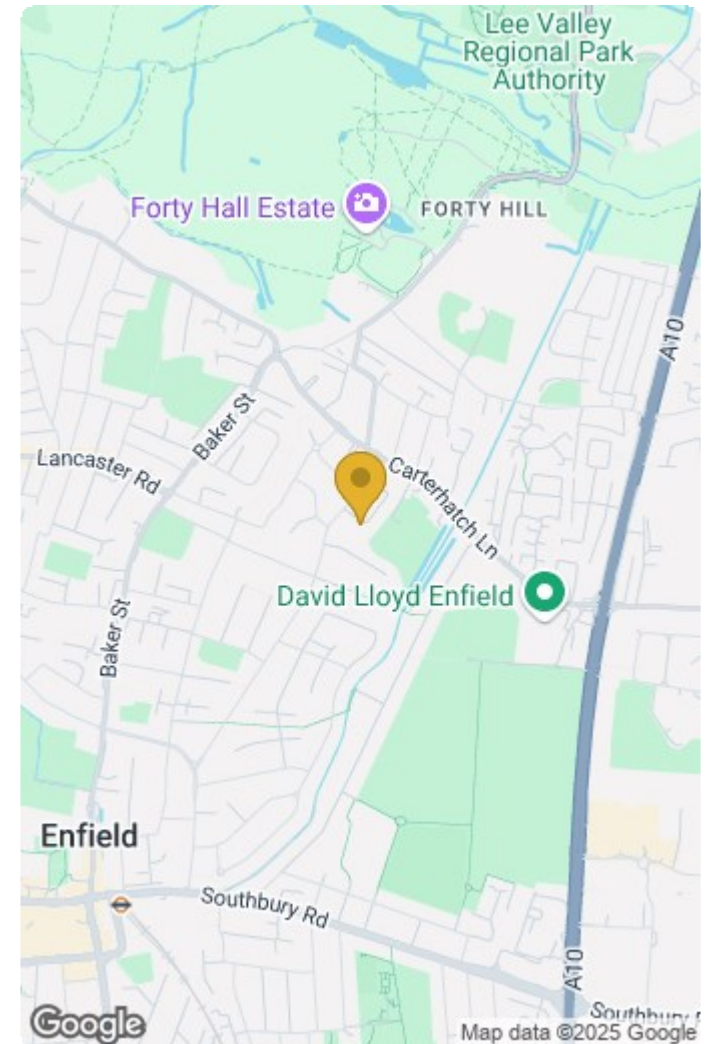 Lee Valley
Regional Park
Authority
Forty Hall Estate
FORTY HILL
A10
Baker St
Lancaster Rd
Carterhatch Ln
David Lloyd Enfield
Baker St
Enfield
Southbury Rd
A10
Southbury
Google
Map data ©2025 Google